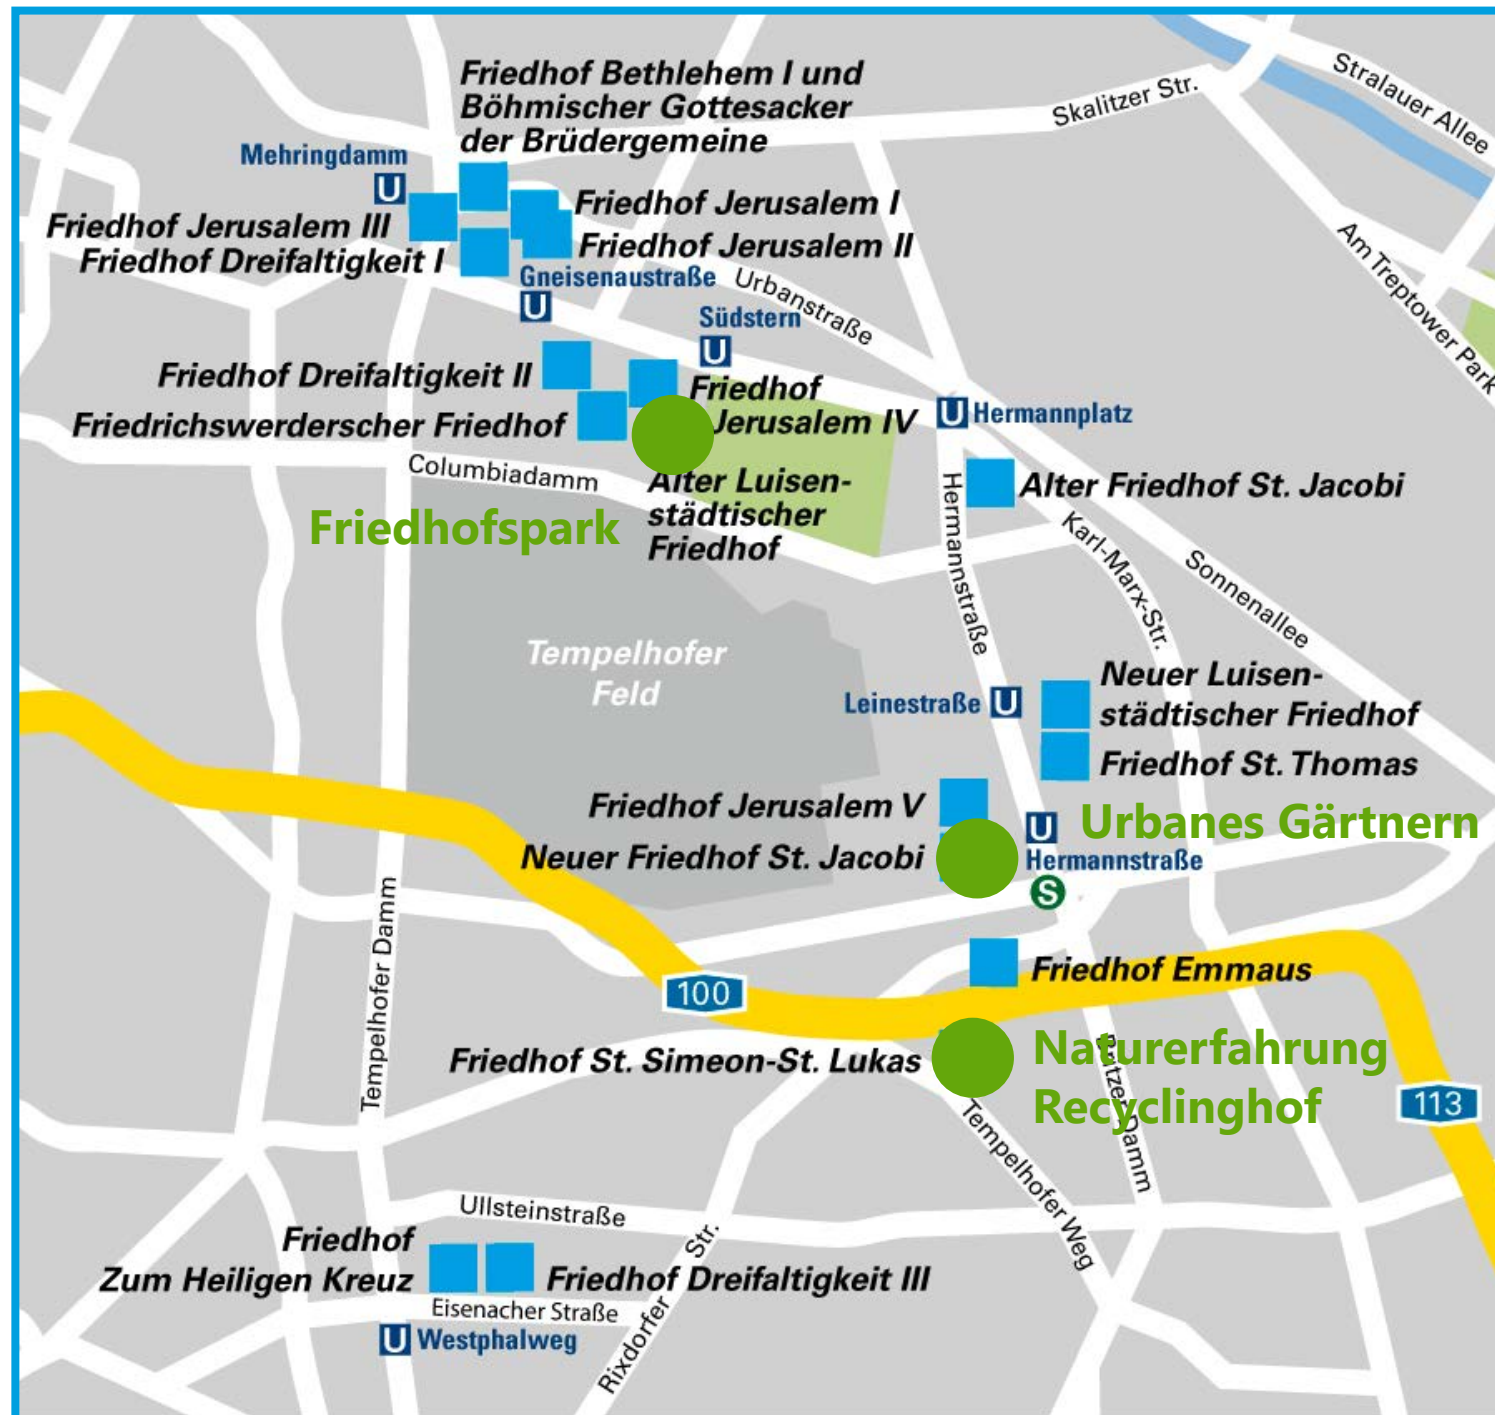 Friedhof Bethlehem I und
Böhmischer Gottesacker
der Brüdergemeine
Skalitzer Str.
Stralauer Allee
Mehringdamm
U
Friedhof Jerusalem I
Friedhof Jerusalem III
Friedhof Jerusalem II
Friedhof Dreifaltigkeit I
Gneisenaustraße
U
Urbanstraße
Am Treptower Park
Südstern
U
Friedhof Dreifaltigkeit II
Friedhof
Jerusalem IV
Friedrichswerderscher Friedhof
U Hermannplatz
Columbiadamm
Alter Luisen-
städtischer
Friedhof
Friedhofspark
Hermannstraße
Alter Friedhof St. Jacobi
Karl-Marx-Str.
Sonnenallee
Tempelhofer
Feld
Leinestraße U
Neuer Luisen-
städtischer Friedhof
Friedhof St. Thomas
Friedhof Jerusalem V
U
Urbanes Gärtnern
Neuer Friedhof St. Jacobi
Hermannstraße
S
Tempelhofer Damm
Friedhof Emmaus
100
Friedhof St. Simeon-St. Lukas
Naturerfahrung
Recyclinghof
Britzer Damm
113
Tempelhofer Weg
Ullsteinstraße
Friedhof
Zum Heiligen Kreuz
Friedhof Dreifaltigkeit III
Eisenacher Straße
U Westphalweg
Rixdorfer Str.